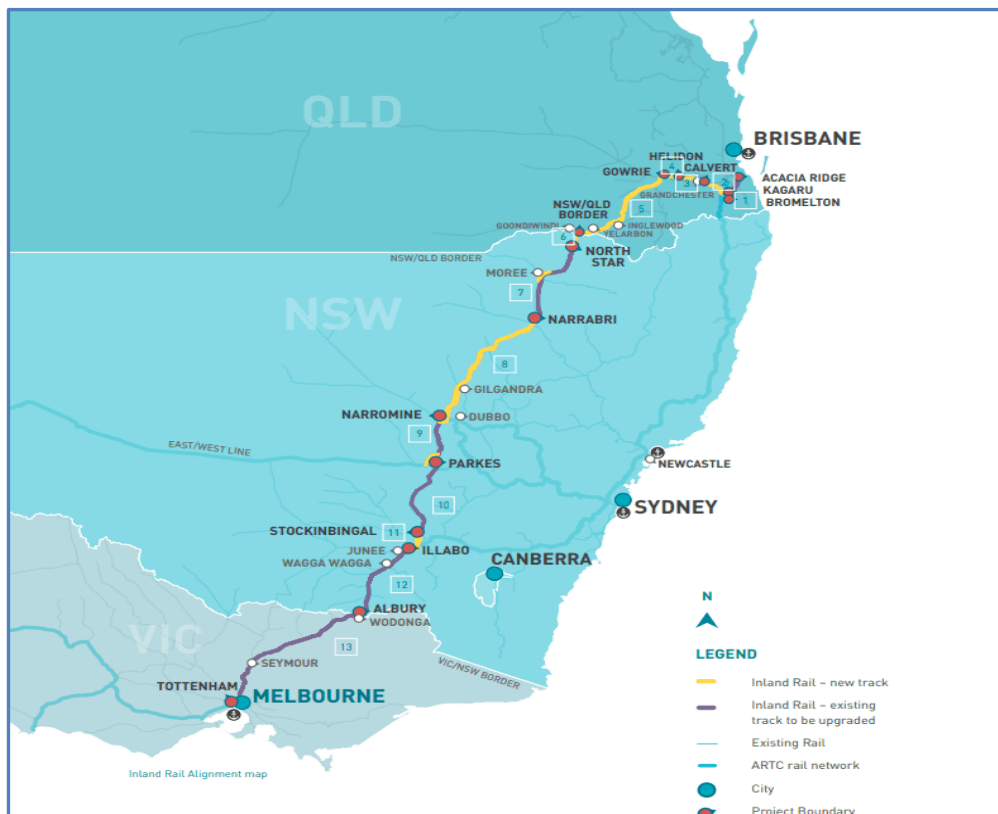 QLD
BRISBANE
HELIDON
4
CALVERT
GOWRIE
ACACIA RIDGE
3
2
KAGARU
GRANDCHESTER
1
BROMELTON
NSW/QLD
BORDER
5
GOONDIWINDI
INGLEWOOD
YELARBON
6
NORTH
STAR
NSW/QLD BORDER
MOREE
7
NSW
NARRABRI
8
GILGANDRA
NARROMINE
DUBBO
9
EAST/WEST LINE
PARKES
NEWCASTLE
10
SYDNEY
STOCKINBINGAL
11
JUNEE
ILLABO
WAGGA WAGGA
CANBERRA
12
ALBURY
WODONGA
VIC
13
SEYMOUR
VIC/NSW BORDER
TOTTENHAM
MELBOURNE
Inland Rail Alignment map
N
LEGEND
Inland Rail – new track
Inland Rail – existing
track to be upgraded
Existing Rail
ARTC rail network
City
Project Boundary